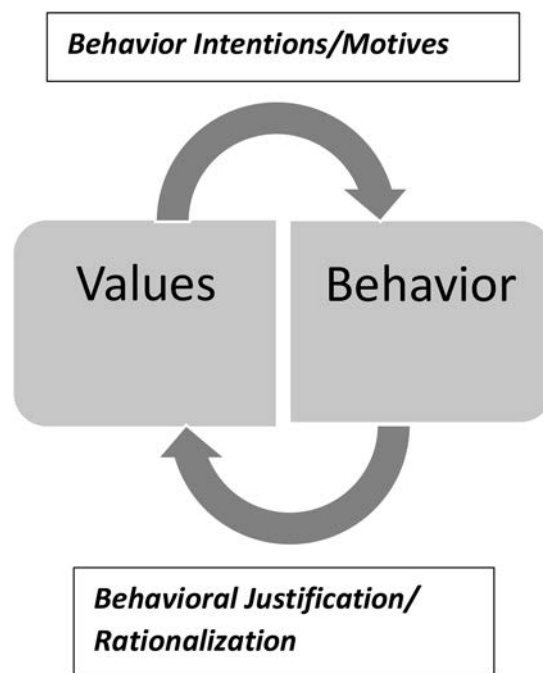 Behavior Intentions/Motives
Values
Behavior
Behavioral Justification/
Rationalization